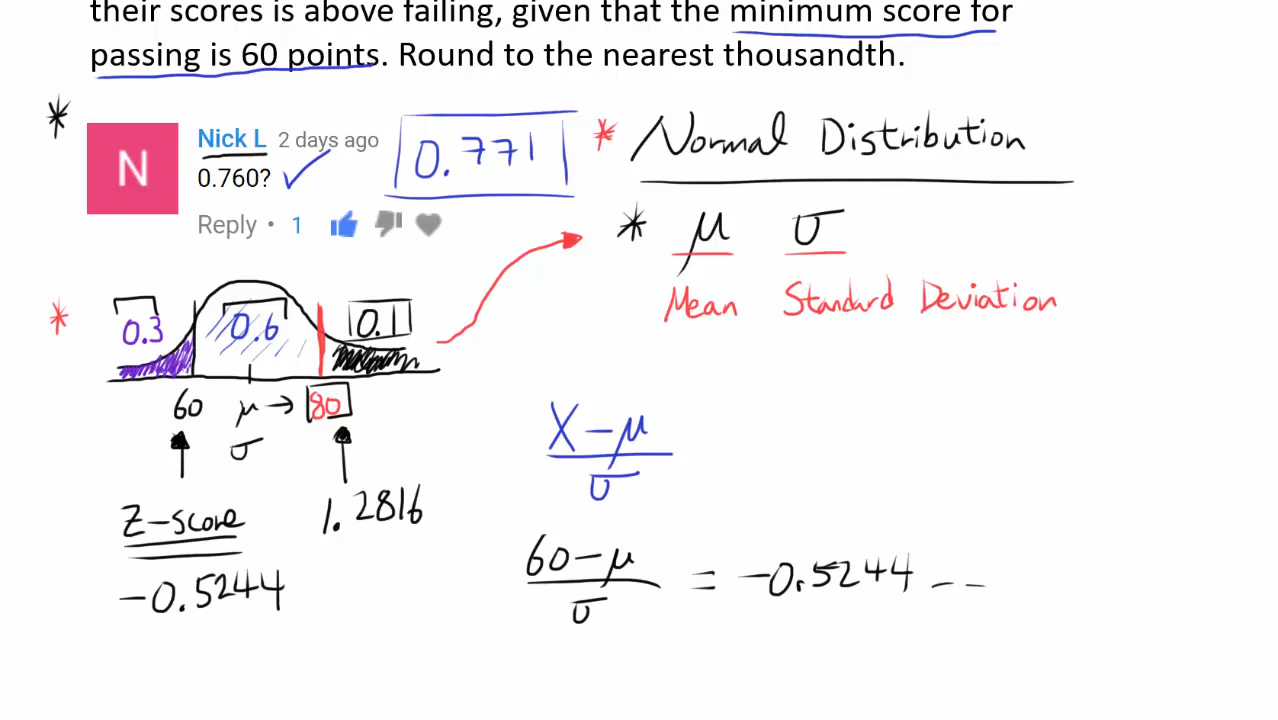 their scores is above failing, given that the minimum score for
passing is 60 points. Round to the nearest thousandth.
*
N
Nick L 2 days ago
0.760? ✓
Reply • 1
0.771
* Normal Distribution
* μ σ
Mean Standard Deviation
*
0.3 0.6 0.1
60 μ → 80
σ
Z-score
-0.5244
1.2816
X-μ
σ
60-μ
σ
= -0.5244 --